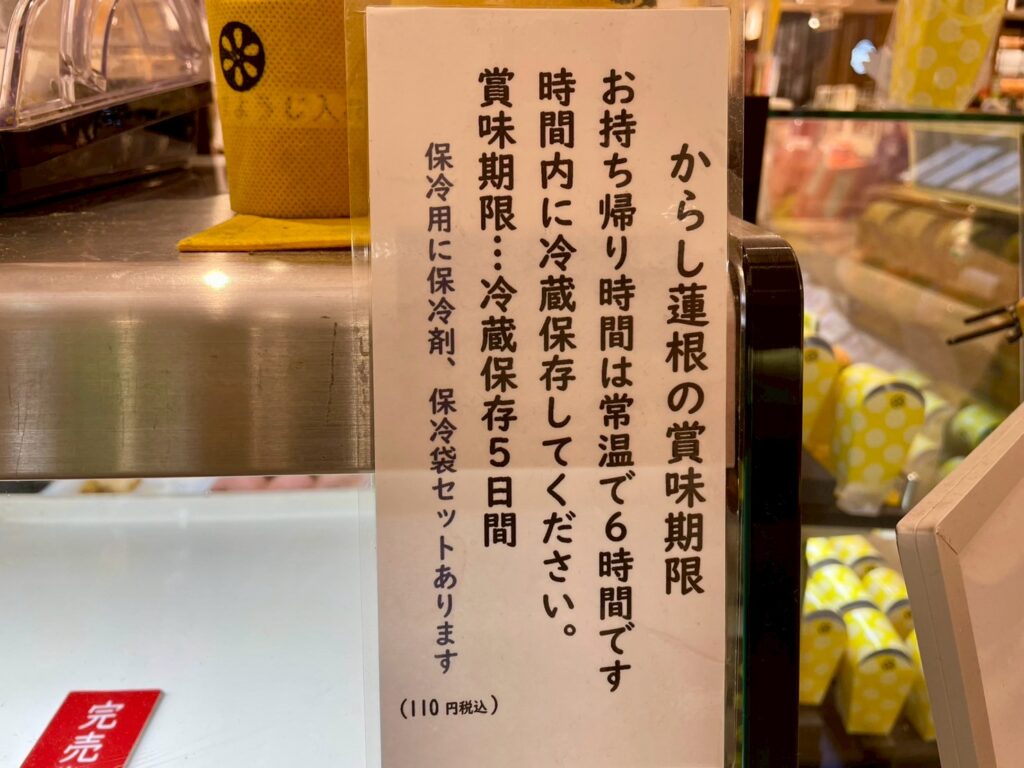 からし蓮根の賞味期限
お持ち帰り時間は常温で6時間です
時間内に冷蔵保存してください。
賞味期限…冷蔵保存5日間
保冷用に保冷剤、保冷袋セットあります
（110円税込）
ようじ入
完売